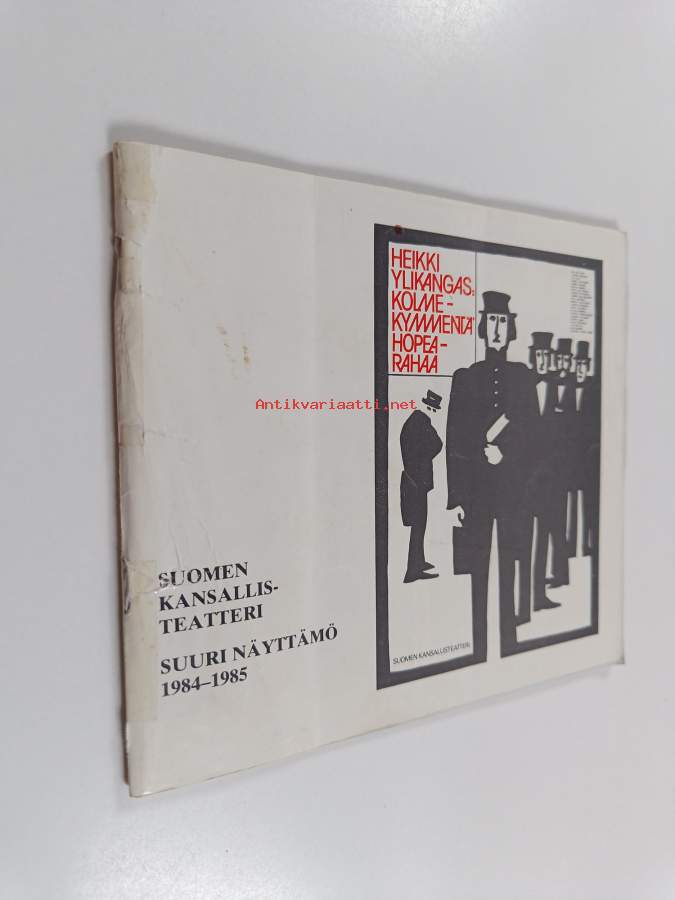 HEIKKI
YLIKANGAS:
KOLME-
KYMMENTÄ
HOPEA-
RAHAA
Antikvariaatti.net
SUOMEN
KANSALLIS-
TEATTERI
SUURI NÄYTTÄMÖ
1984–1985
SUOMEN KANSALLISTEATTERI